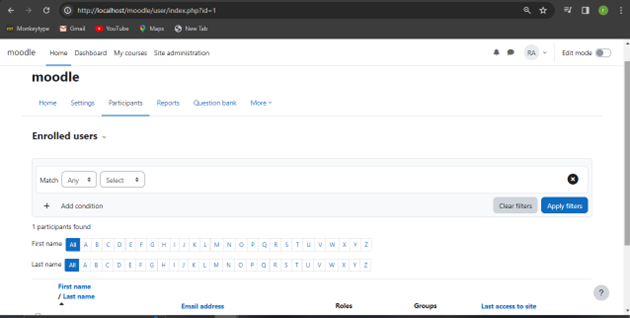 http://localhost/moodle/user/index.php?id=1
Monkeytype Gmail YouTube Maps New Tab
moodle Home Dashboard My courses Site administration RA Edit mode
moodle
Home Settings Participants Reports Question bank More
Enrolled users
Match Any Select
+ Add condition Clear filters Apply filters
1 participants found
First name All A B C D E F G H I J K L M N O P Q R S T U V W X Y Z
Last name All A B C D E F G H I J K L M N O P Q R S T U V W X Y Z
First name
/ Last name
Email address Roles Groups Last access to site
?